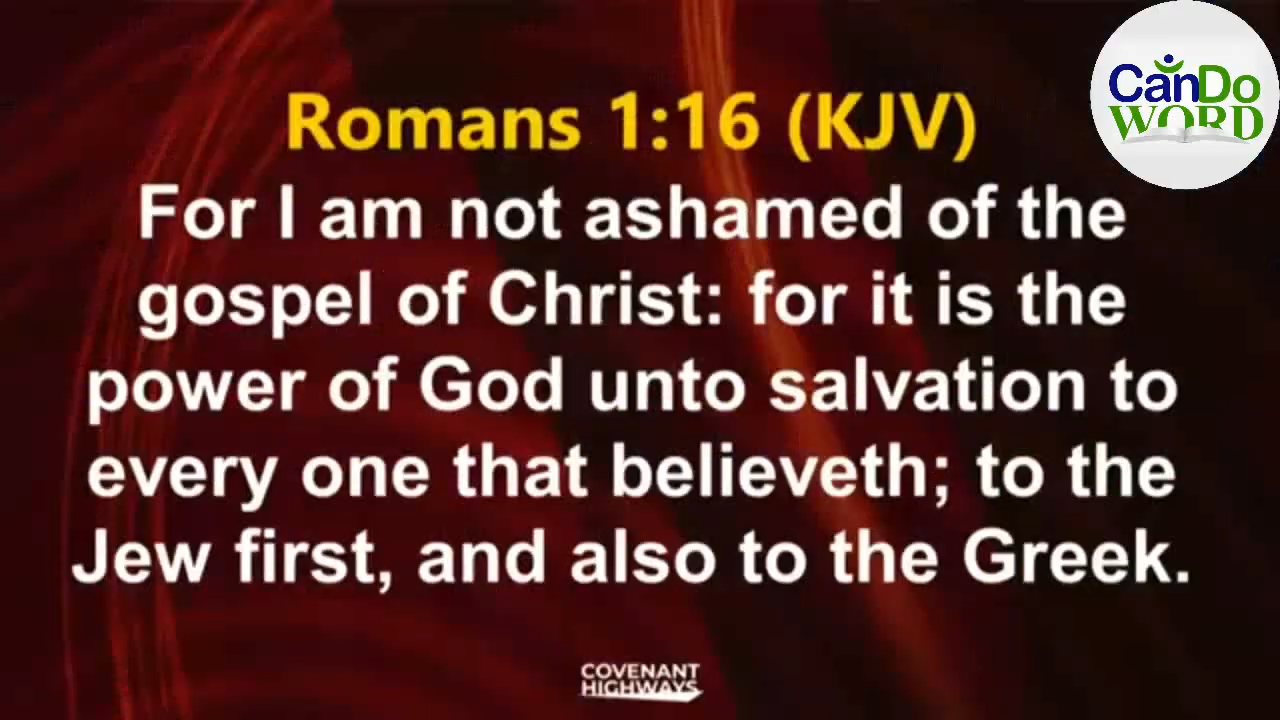 Romans 1:16 (KJV)
For I am not ashamed of the
gospel of Christ: for it is the
power of God unto salvation to
every one that believeth; to the
Jew first, and also to the Greek.
CanDo
WORD
COVENANT
HIGHWAYS